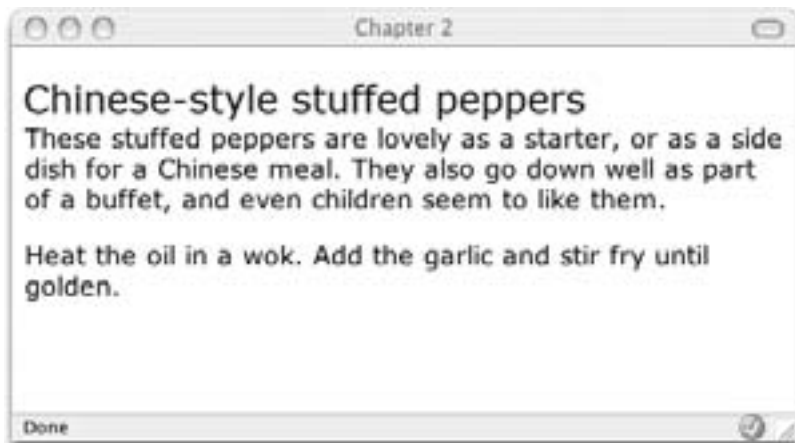 Chapter 2
Chinese-style stuffed peppers
These stuffed peppers are lovely as a starter, or as a side
dish for a Chinese meal. They also go down well as part
of a buffet, and even children seem to like them.
Heat the oil in a wok. Add the garlic and stir fry until
golden.
Done